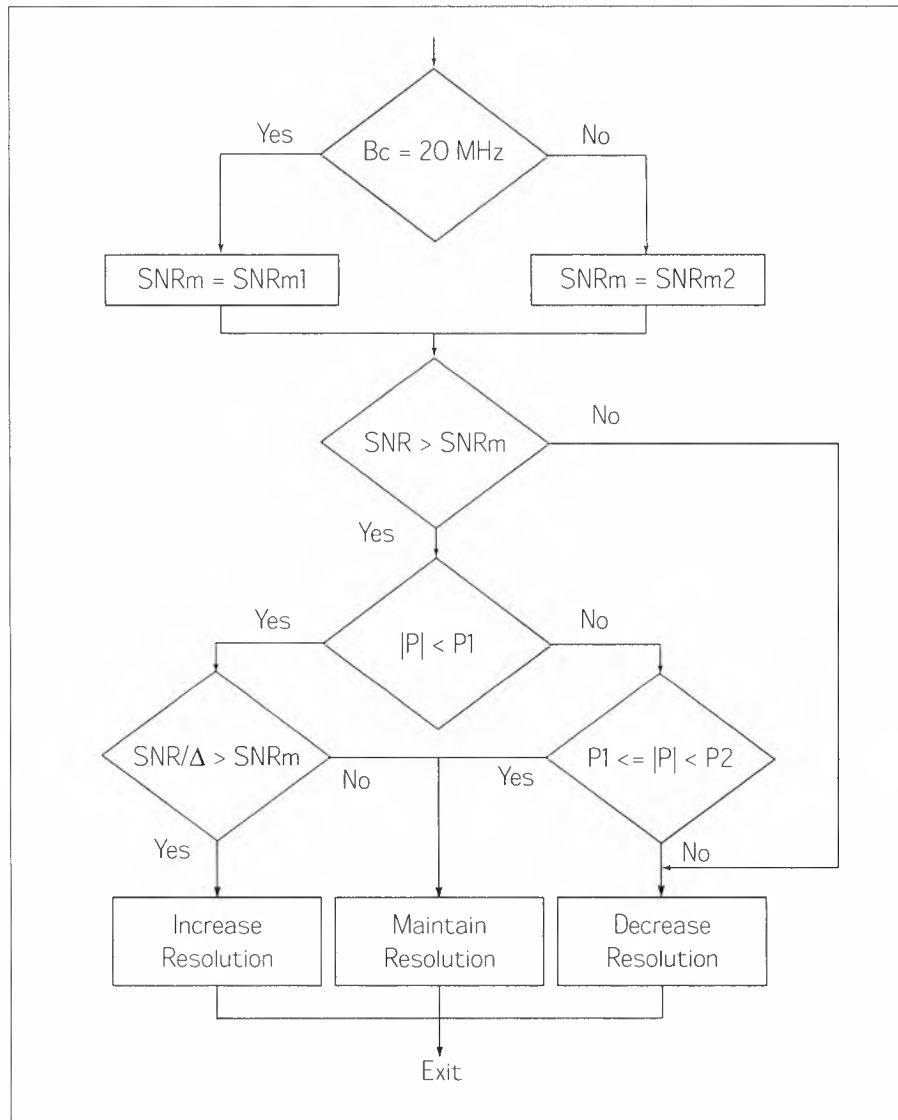 Yes
No
Bc = 20 MHz
SNRm = SNRm1
SNRm = SNRm2
No
SNR > SNRm
Yes
Yes
No
|P| < P1
SNR/Δ > SNRm
P1 <= |P| < P2
No
Yes
Yes
No
Increase
Resolution
Maintain
Resolution
Decrease
Resolution
Exit